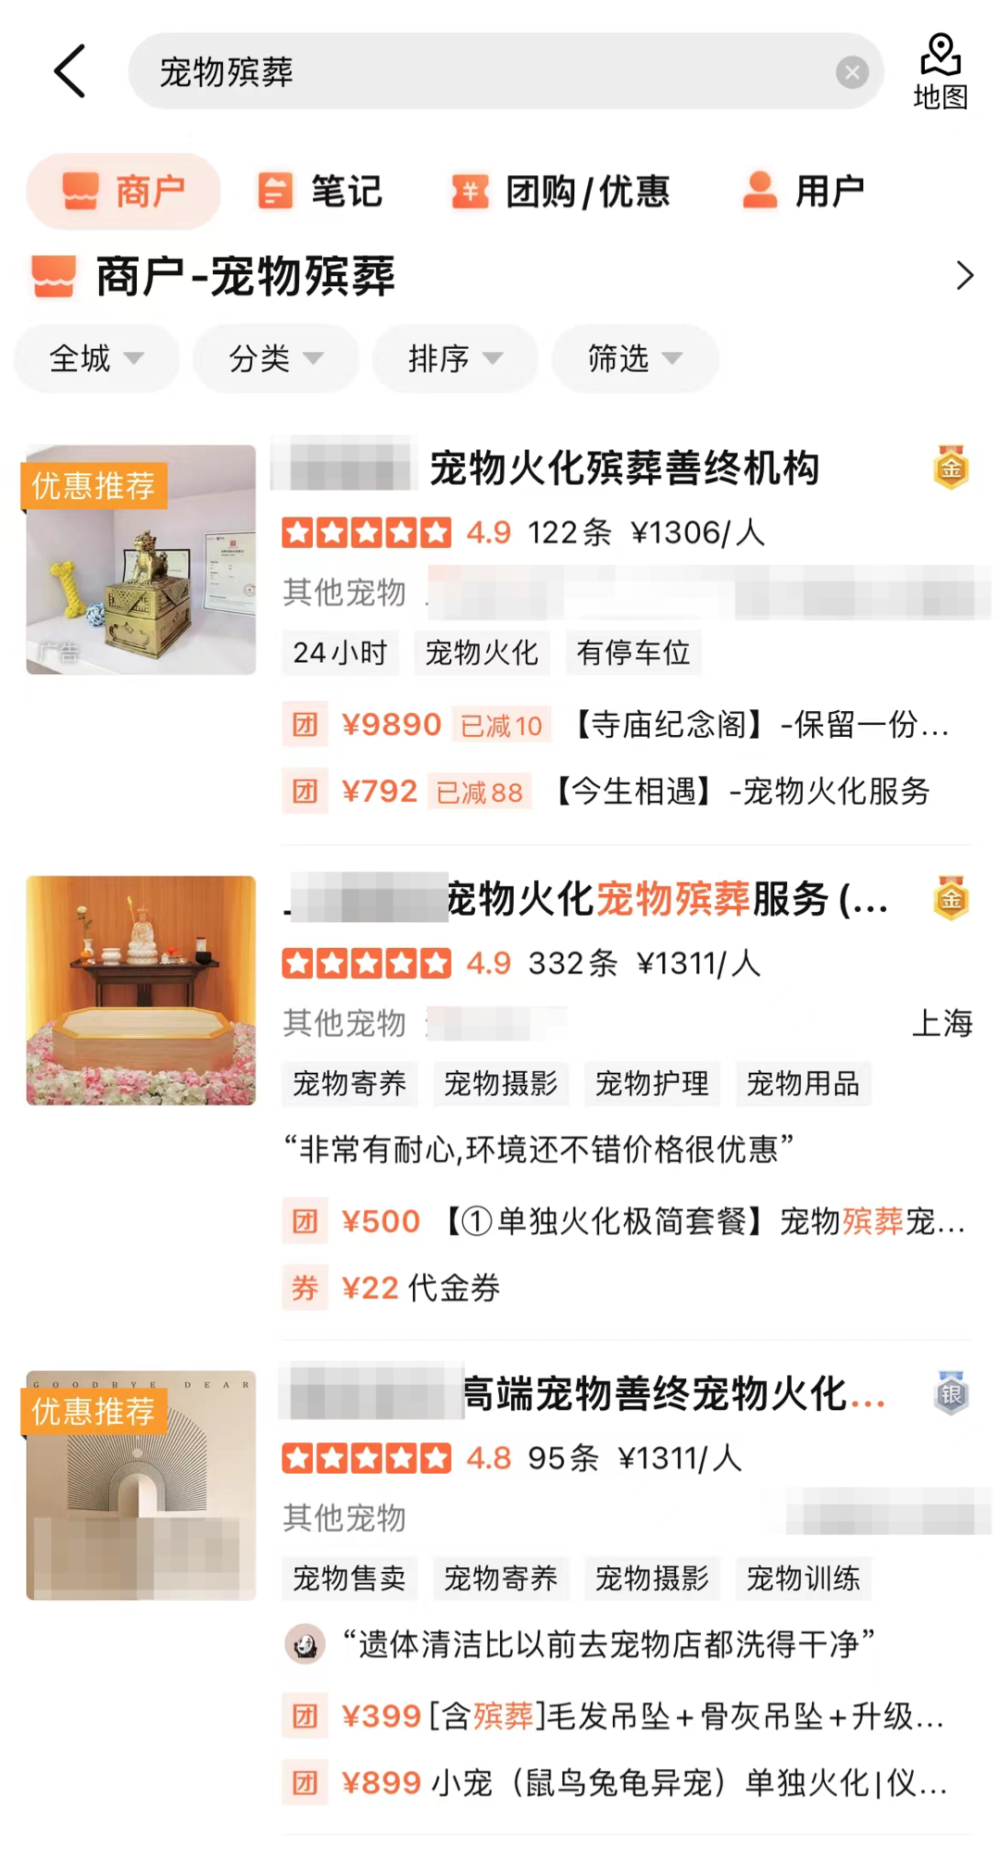 宠物殡葬
地图
商户 笔记 团购/优惠 用户
商户-宠物殡葬
全城 分类 排序 筛选
优惠推荐
广告
宠物火化殡葬善终机构
金
4.9 122条 ¥1306/人
其他宠物
24小时 宠物火化 有停车位
团 ¥9890 已减10 【寺庙纪念阁】-保留一份...
团 ¥792 已减88 【今生相遇】-宠物火化服务
宠物火化宠物殡葬服务(...
金
4.9 332条 ¥1311/人
其他宠物 上海
宠物寄养 宠物摄影 宠物护理 宠物用品
“非常有耐心,环境还不错价格很优惠”
团 ¥500 【①单独火化极简套餐】宠物殡葬宠...
券 ¥22 代金券
GOODBYE DEAR
优惠推荐
高端宠物善终宠物火化...
银
4.8 95条 ¥1311/人
其他宠物
宠物售卖 宠物寄养 宠物摄影 宠物训练
“遗体清洁比以前去宠物店都洗得干净”
团 ¥399 [含殡葬]毛发吊坠+骨灰吊坠+升级...
团 ¥899 小宠（鼠鸟兔龟异宠）单独火化|仪...